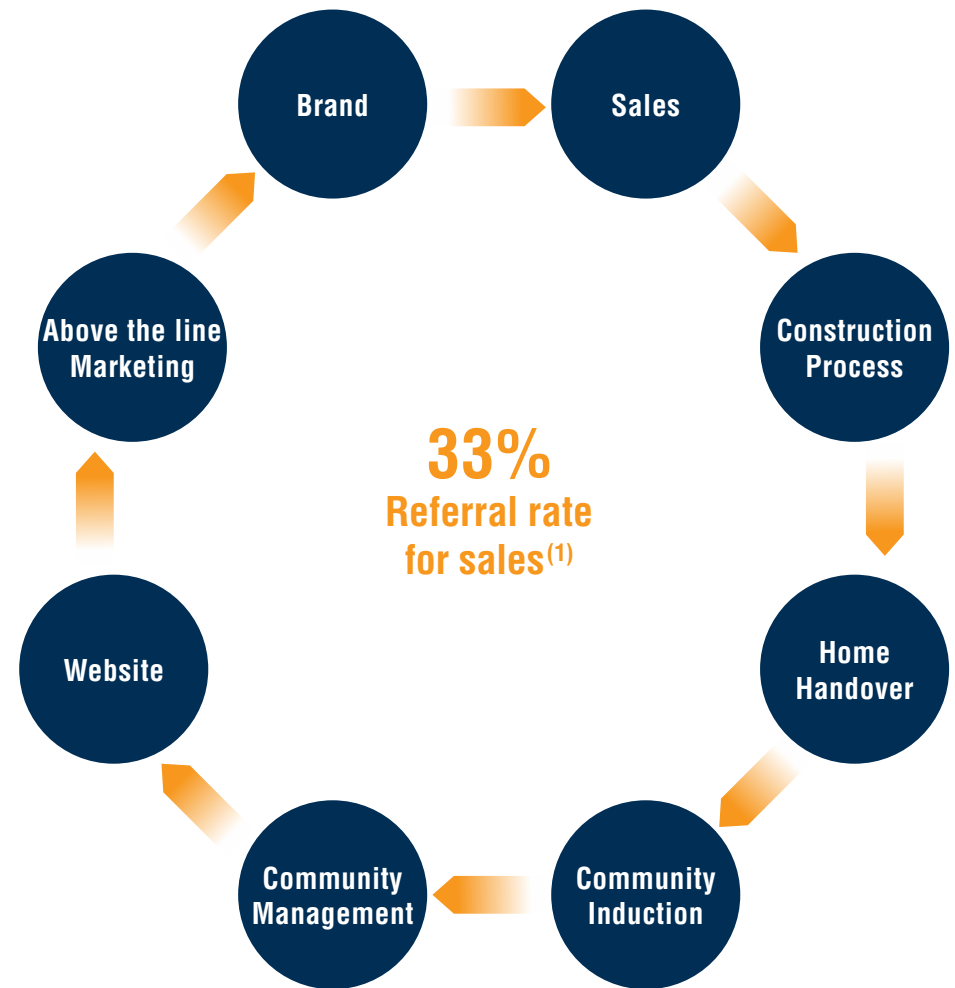 Brand
Sales
Construction
Process
Home
Handover
Community
Induction
Community
Management
Website
Above the line
Marketing
33%
Referral rate
for sales(1)